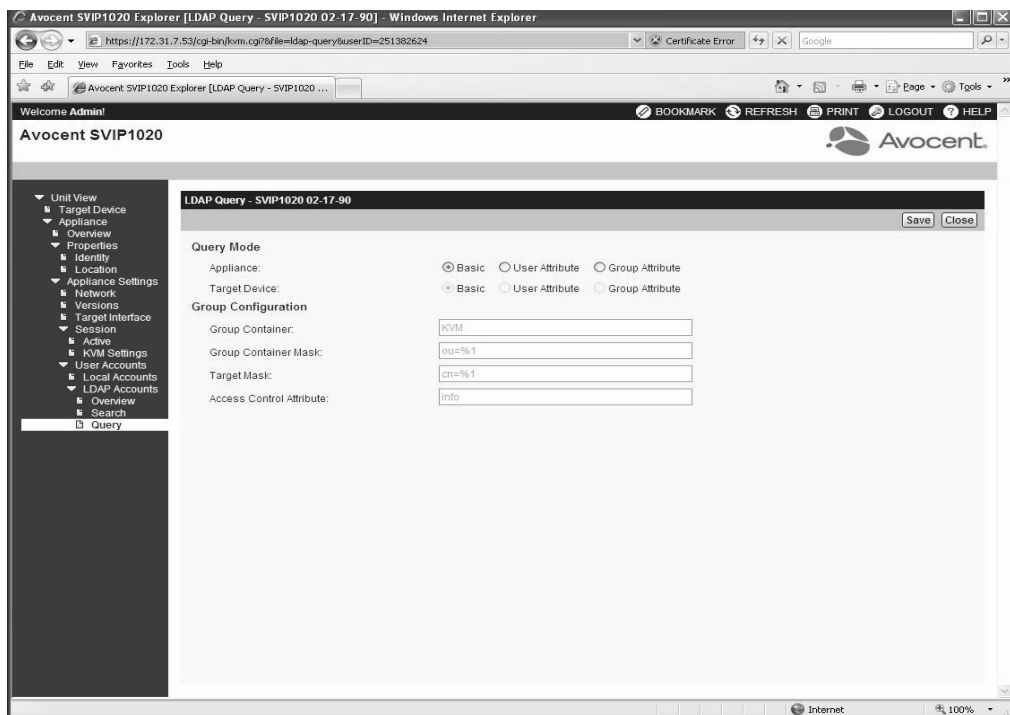 Avocent SVIP1020 Explorer [LDAP Query - SVIP1020 02-17-90] - Windows Internet Explorer
https://172.31.7.53/cgi-bin/kvm.cgi?&file=ldap-query&userID=251382624 Certificate Error Google
File Edit View Favorites Tools Help
Avocent SVIP1020 Explorer [LDAP Query - SVIP1020 ... Page Tools »
Welcome Admin! BOOKMARK REFRESH PRINT LOGOUT HELP
Avocent SVIP1020 Avocent.
Unit View
Target Device
Appliance
Overview
Properties
Identity
Location
Appliance Settings
Network
Versions
Target Interface
Session
Active
KVM Settings
User Accounts
Local Accounts
LDAP Accounts
Overview
Search
Query
LDAP Query - SVIP1020 02-17-90
Save Close
Query Mode
Appliance: Basic User Attribute Group Attribute
Target Device: Basic User Attribute Group Attribute
Group Configuration
Group Container: KVM
Group Container Mask: ou=%1
Target Mask: cn=%1
Access Control Attribute: info
Internet 100%